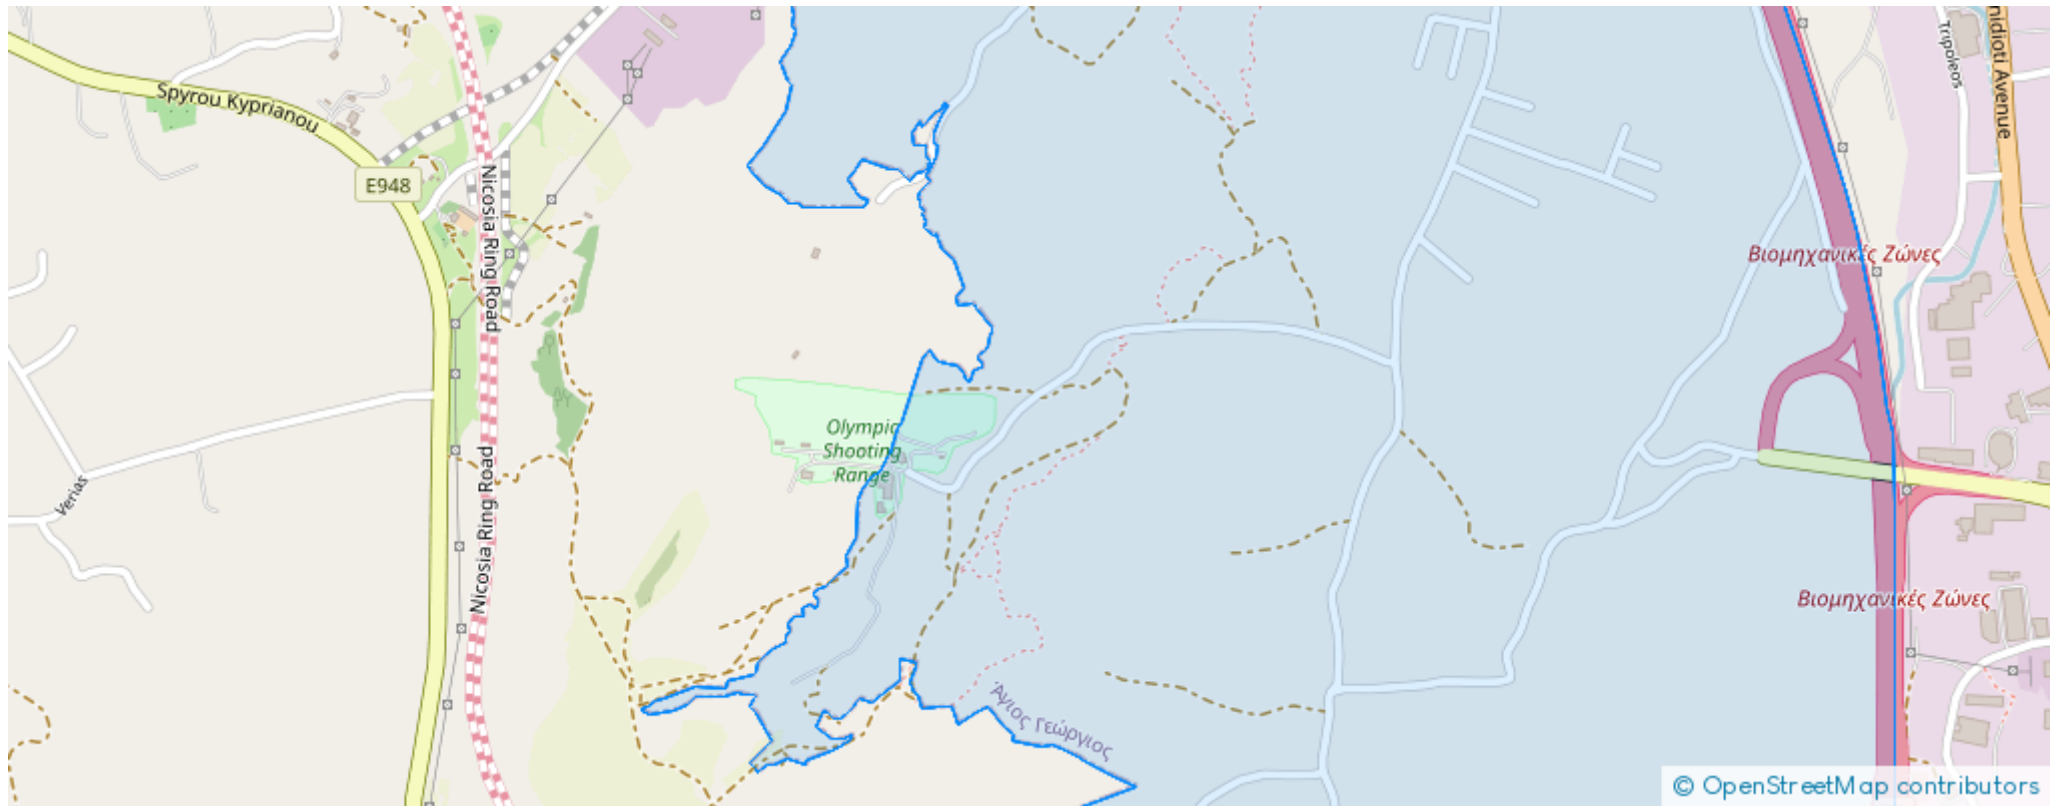 Spyrou Kyprianou
E948
Nicosia Ring Road
Nicosia Ring Road
Verias
Olympic
Shooting
Range
Άγιος Γεώργιος
Tripoleos
nidioti Avenue
Βιομηχανικές Ζώνες
Βιομηχανικές Ζώνες
© OpenStreetMap contributors